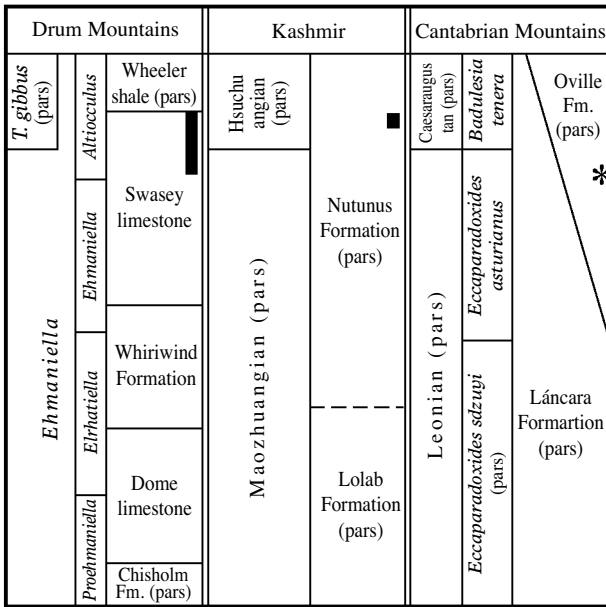 Drum Mountains
Kashmir
Cantabrian Mountains
T. gibbus
(pars)
Ehmaniella
Altiocculus
Ehmaniella
Elrhatiella
Proehmaniella
Wheeler
shale (pars)
Swasey
limestone
Whiriwind
Formation
Dome
limestone
Chisholm
Fm. (pars)
Hsuchu
angian
(pars)
Maozhuangian (pars)
Nutunus
Formation
(pars)
Lolab
Formation
(pars)
Caesaraugus
tan (pars)
Leonian (pars)
Badulesia
tenera
Eccaparadoxides
asturianus
Eccaparadoxides sdzuyi
(pars)
Oville
Fm.
(pars)
*
Láncara
Formartion
(pars)